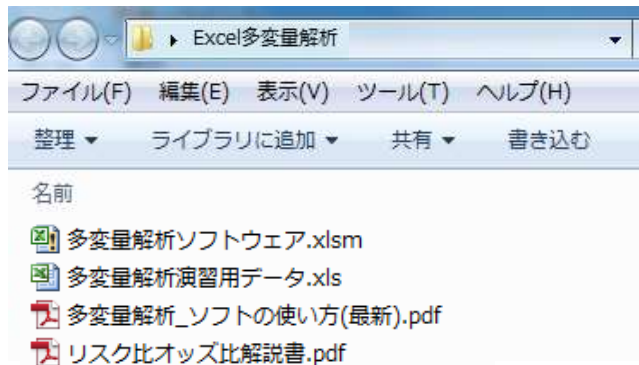 Excel多変量解析
ファイル(F) 編集(E) 表示(V) ツール(T) ヘルプ(H)
整理 ライブラリに追加 共有 書き込む
名前
多変量解析ソフトウェア.xlsm
多変量解析演習用データ.xls
多変量解析_ソフトの使い方(最新).pdf
リスク比オッズ比解説書.pdf